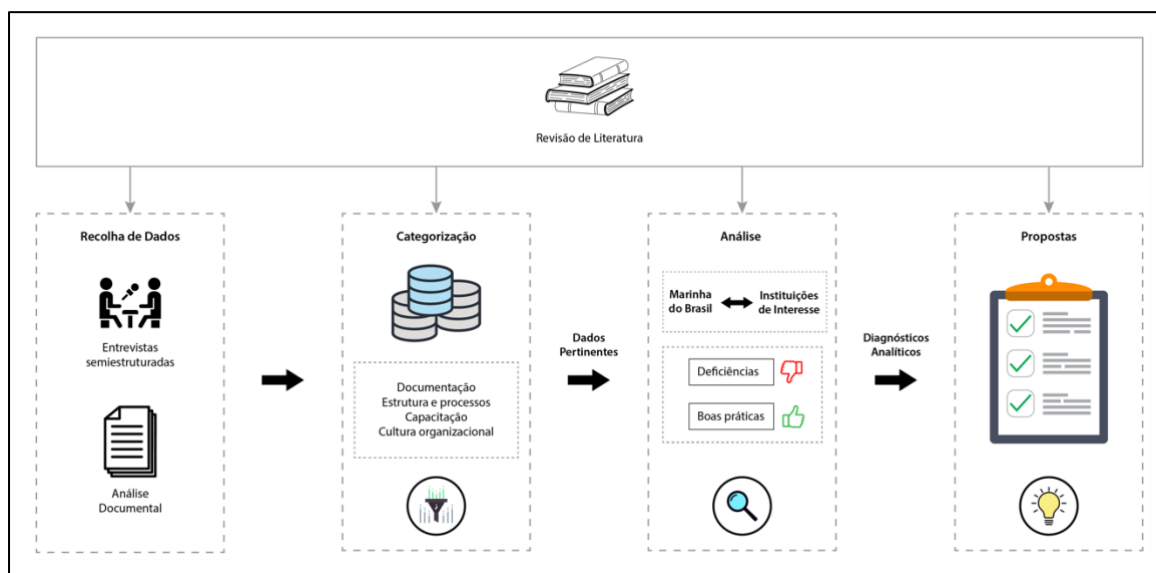 Revisão de Literatura
Recolha de Dados
Entrevistas
semiestruturadas
Análise
Documental
Categorização
Documentação
Estrutura e processos
Capacitação
Cultura organizacional
Dados
Pertinentes
Análise
Marinha
do Brasil
Instituições
de Interesse
Deficiências
Boas práticas
Diagnósticos
Analíticos
Propostas